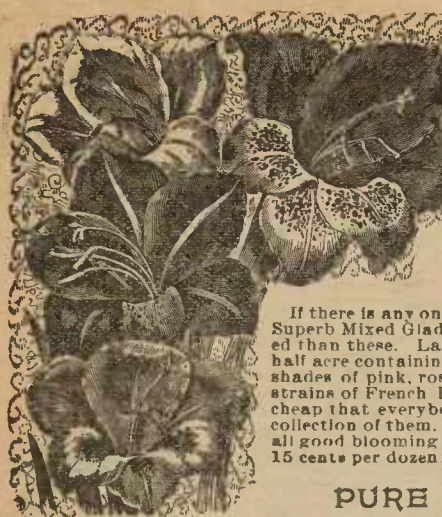 If there is any on
Superb Mixed Glad
ed than these. La
half acre containin
shades of pink, ro
strains of French
cheap that everybo
collection of them.
all good blooming
15 cents per dozen
PURE